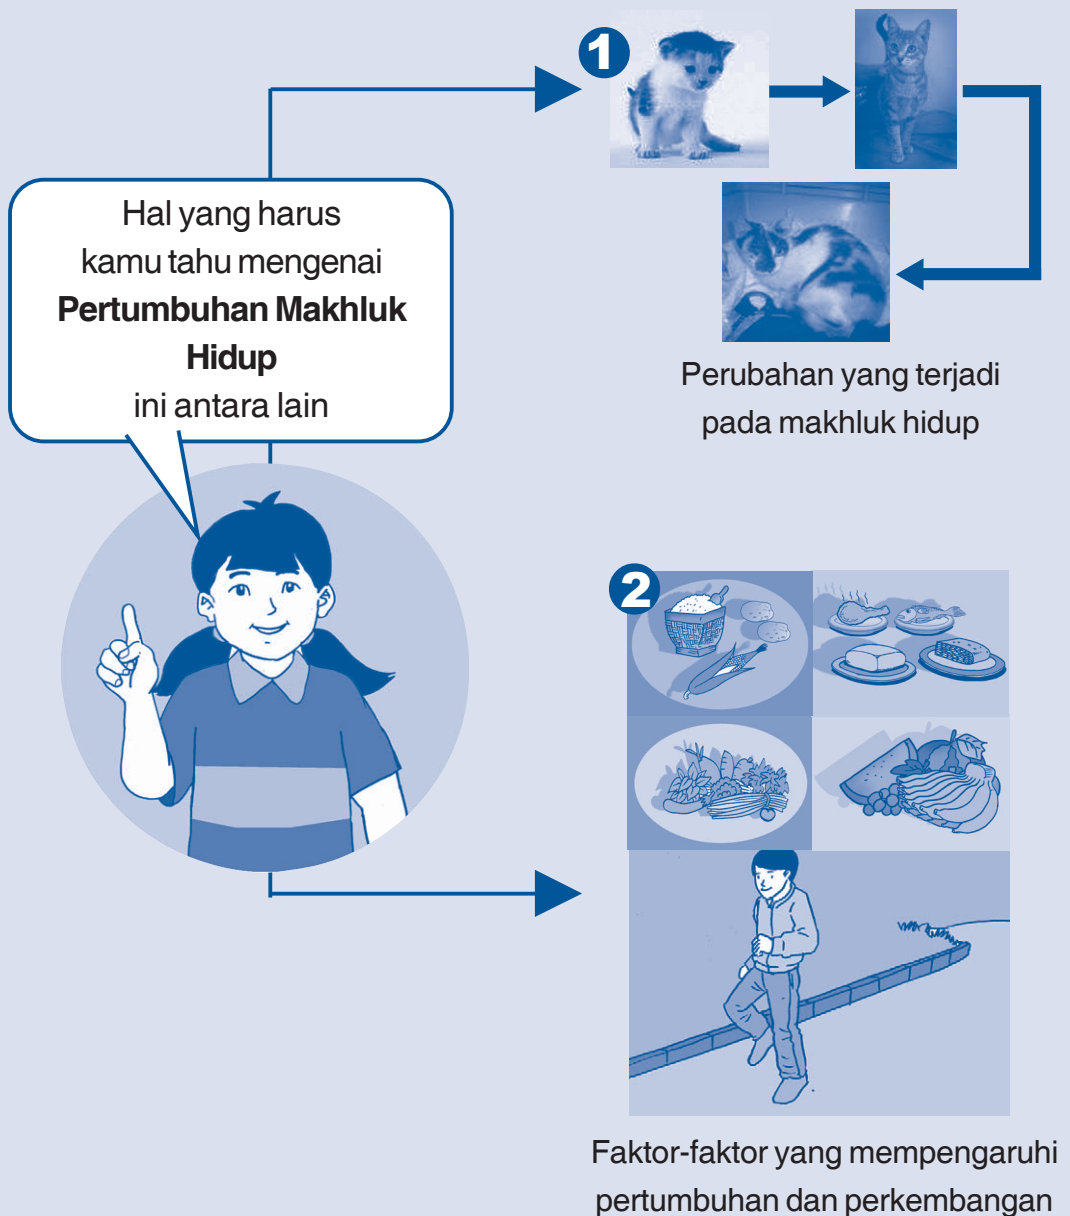 Hal yang harus
kamu tahu mengenai
Pertumbuhan Makhluk
Hidup
ini antara lain
1
Perubahan yang terjadi
pada makhluk hidup
2
Faktor-faktor yang mempengaruhi
pertumbuhan dan perkembangan